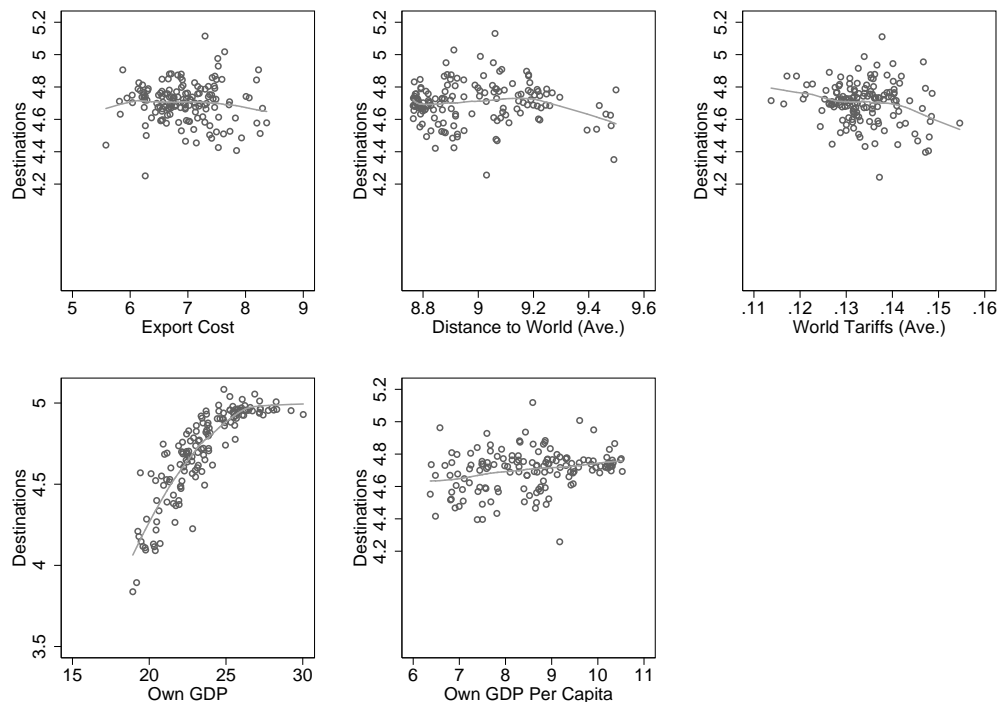 5.2
5
4.8
4.6
4.4
4.2
Destinations
5 6 7 8 9
Export Cost
5.2
5
4.8
4.6
4.4
4.2
Destinations
8.8 9 9.2 9.4 9.6
Distance to World (Ave.)
5.2
5
4.8
4.6
4.4
4.2
Destinations
.11 .12 .13 .14 .15 .16
World Tariffs (Ave.)
5
4.5
4
3.5
Destinations
15 20 25 30
Own GDP
5.2
5
4.8
4.6
4.4
4.2
Destinations
6 7 8 9 10 11
Own GDP Per Capita